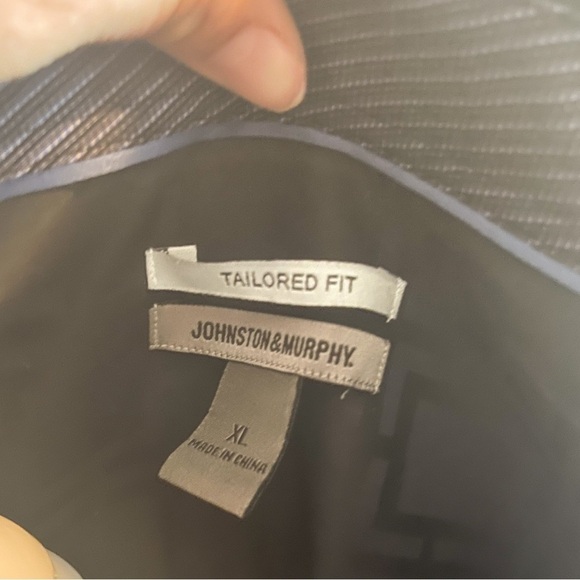 TAILORED FIT
JOHNSTON&MURPHY.
XL
MADE IN CHINA